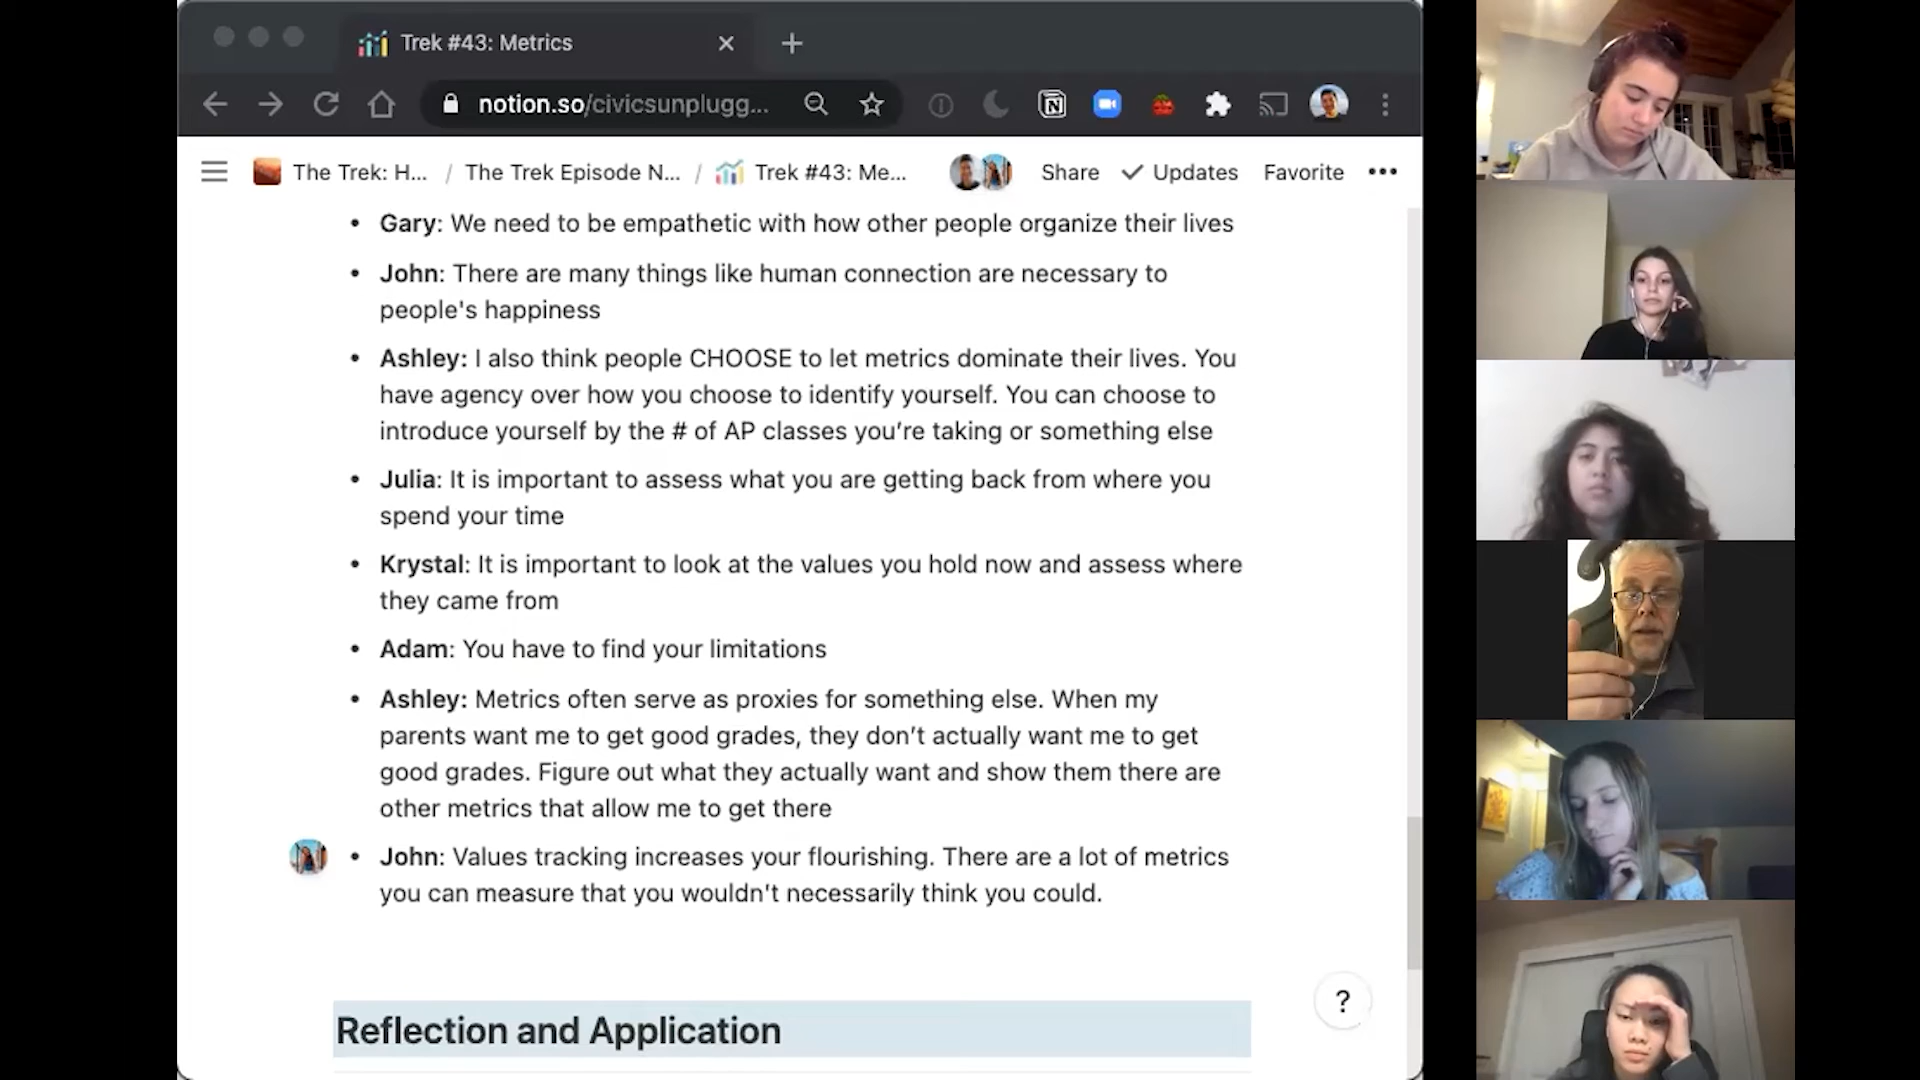 Trek #43: Metrics
notion.so/civicsunplugg...
The Trek: H... / The Trek Episode N... / Trek #43: Me... Share Updates Favorite
• Gary: We need to be empathetic with how other people organize their lives
• John: There are many things like human connection are necessary to
people's happiness
• Ashley: I also think people CHOOSE to let metrics dominate their lives. You
have agency over how you choose to identify yourself. You can choose to
introduce yourself by the # of AP classes you’re taking or something else
• Julia: It is important to assess what you are getting back from where you
spend your time
• Krystal: It is important to look at the values you hold now and assess where
they came from
• Adam: You have to find your limitations
• Ashley: Metrics often serve as proxies for something else. When my
parents want me to get good grades, they don’t actually want me to get
good grades. Figure out what they actually want and show them there are
other metrics that allow me to get there
• John: Values tracking increases your flourishing. There are a lot of metrics
you can measure that you wouldn't necessarily think you could.
?
Reflection and Application